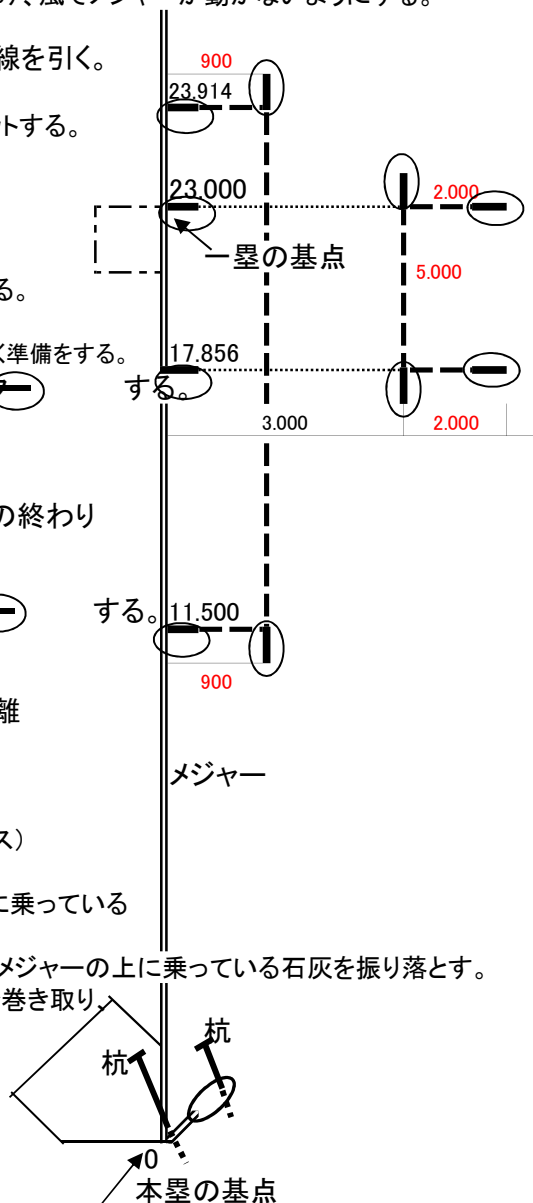 、風でメジャーが動かないようにする。
線を引く。
900
23.914
トする。
23.000
2.000
一塁の基点
5.000
る。
く準備をする。
17.856
する。
3.000
2.000
の終わり
する。
11.500
900
離
メジャー
ス）
に乗っている
メジャーの上に乗っている石灰を振り落とす。
巻き取り、
杭
杭
0
本塁の基点